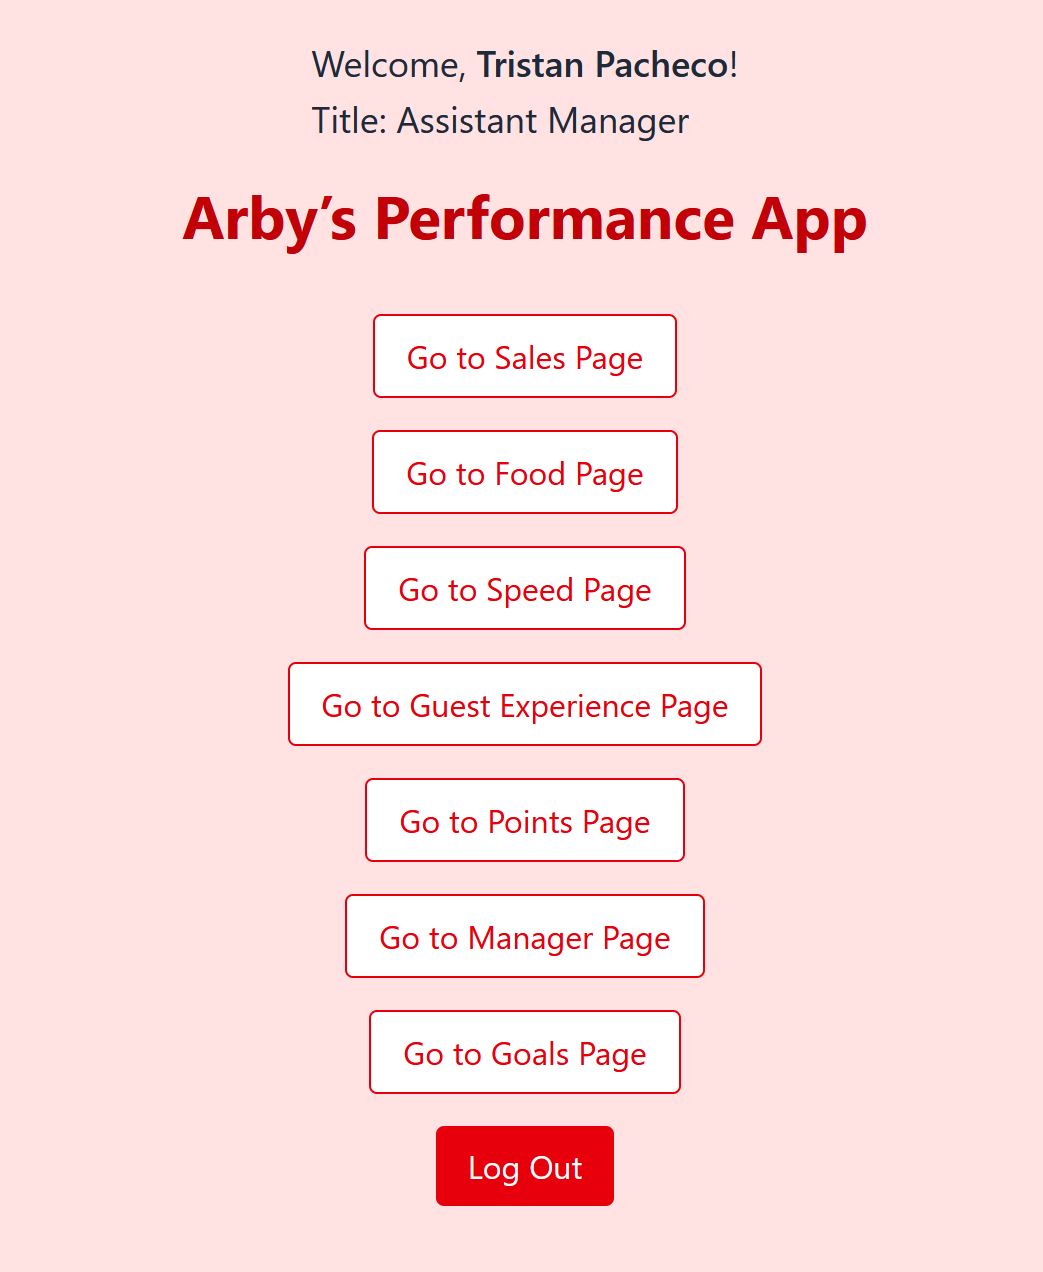 Welcome, Tristan Pacheco!
Title: Assistant Manager
Arby’s Performance App
Go to Sales Page
Go to Food Page
Go to Speed Page
Go to Guest Experience Page
Go to Points Page
Go to Manager Page
Go to Goals Page
Log Out